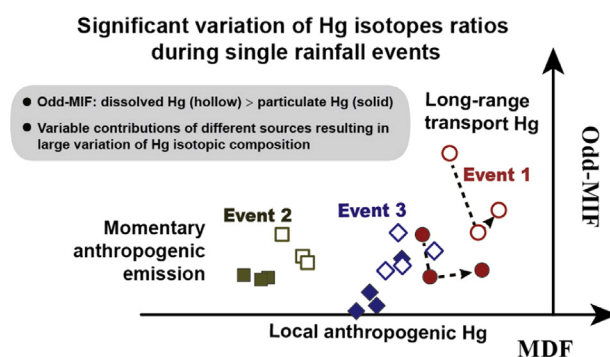 Significant variation of Hg isotopes ratios
during single rainfall events
● Odd-MIF: dissolved Hg (hollow) > particulate Hg (solid)
● Variable contributions of different sources resulting in
large variation of Hg isotopic composition
Long-range
transport Hg
Odd-MIF
Event 1
Event 2
Event 3
Momentary
anthropogenic
emission
Local anthropogenic Hg
MDF